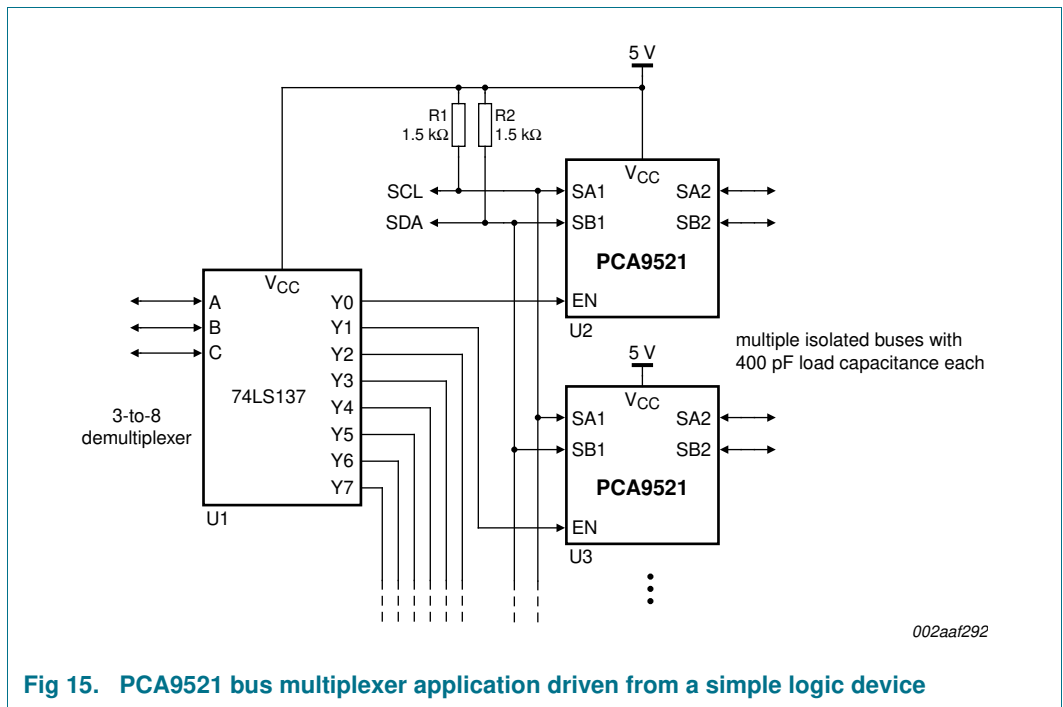 5 V
R1
1.5 kΩ
R2
1.5 kΩ
SCL
SDA
VCC
SA1
SB1
SA2
SB2
PCA9521
EN
U2
VCC
A
B
C
Y0
Y1
Y2
Y3
Y4
Y5
Y6
Y7
74LS137
3-to-8
demultiplexer
U1
multiple isolated buses with
400 pF load capacitance each
5 V
VCC
SA1
SB1
SA2
SB2
PCA9521
EN
U3
002aaf292
Fig 15. PCA9521 bus multiplexer application driven from a simple logic device